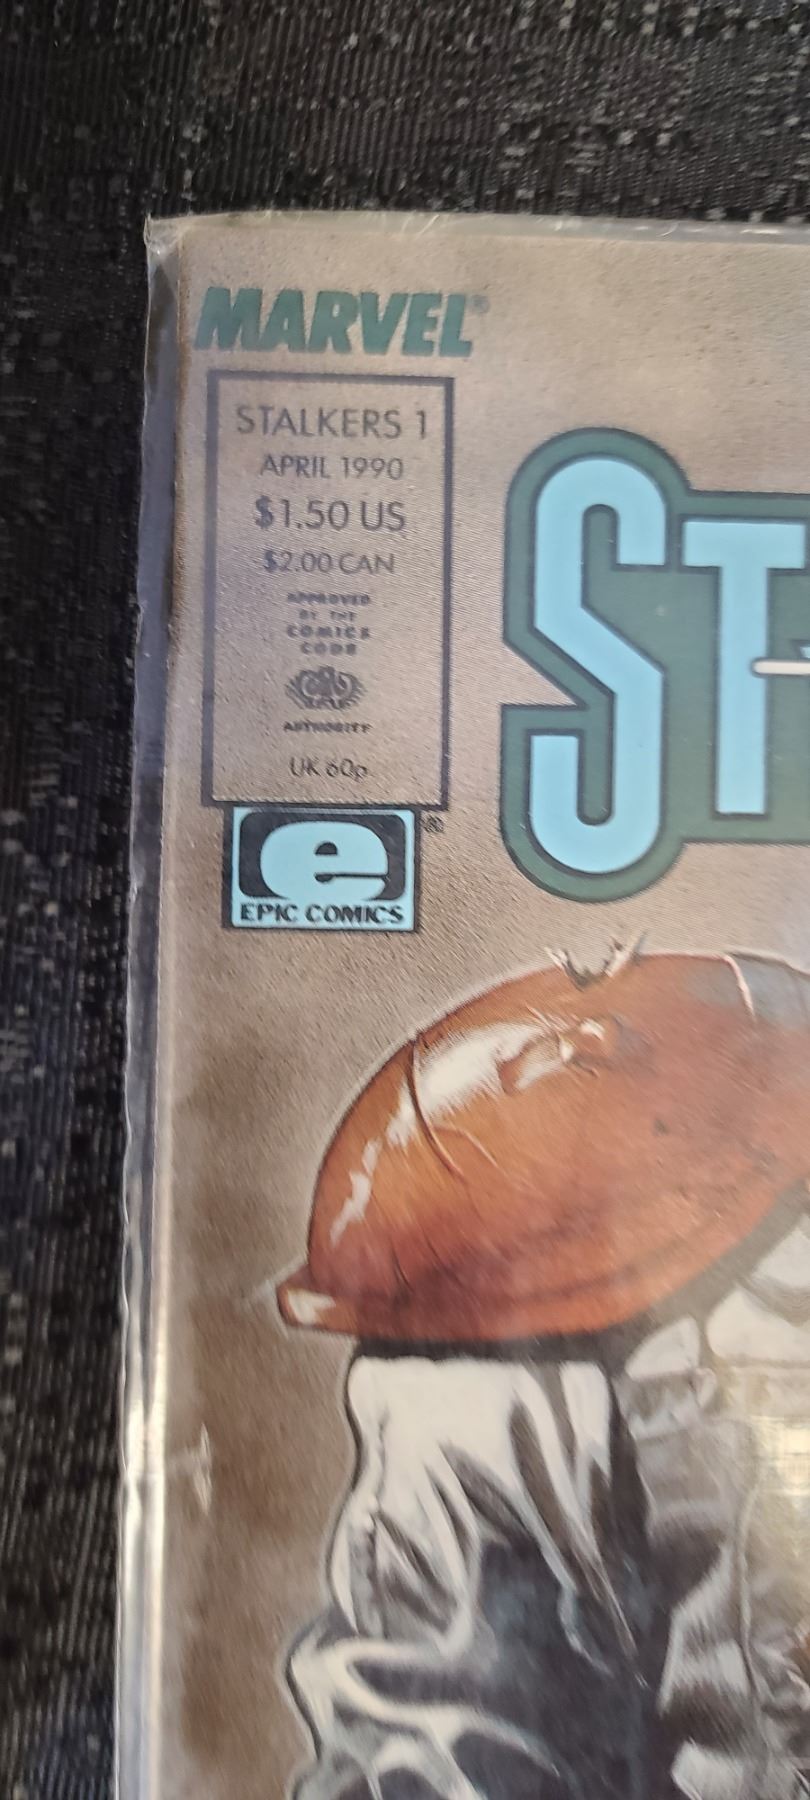 MARVEL®
STALKERS 1
APRIL 1990
$1.50 US
$2.00 CAN
APPROVED
BY THE
COMICS
CODE
AUTHORITY
UK 60p
e ®
EPIC COMICS
ST